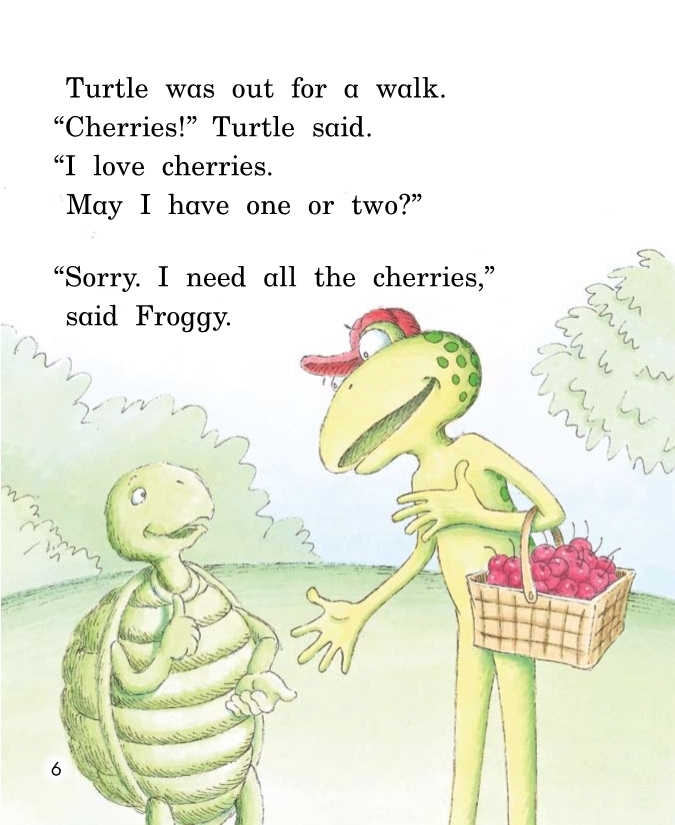 Turtle was out for a walk.
“Cherries!” Turtle said.
“I love cherries.
May I have one or two?”
“Sorry. I need all the cherries,”
said Froggy.
6